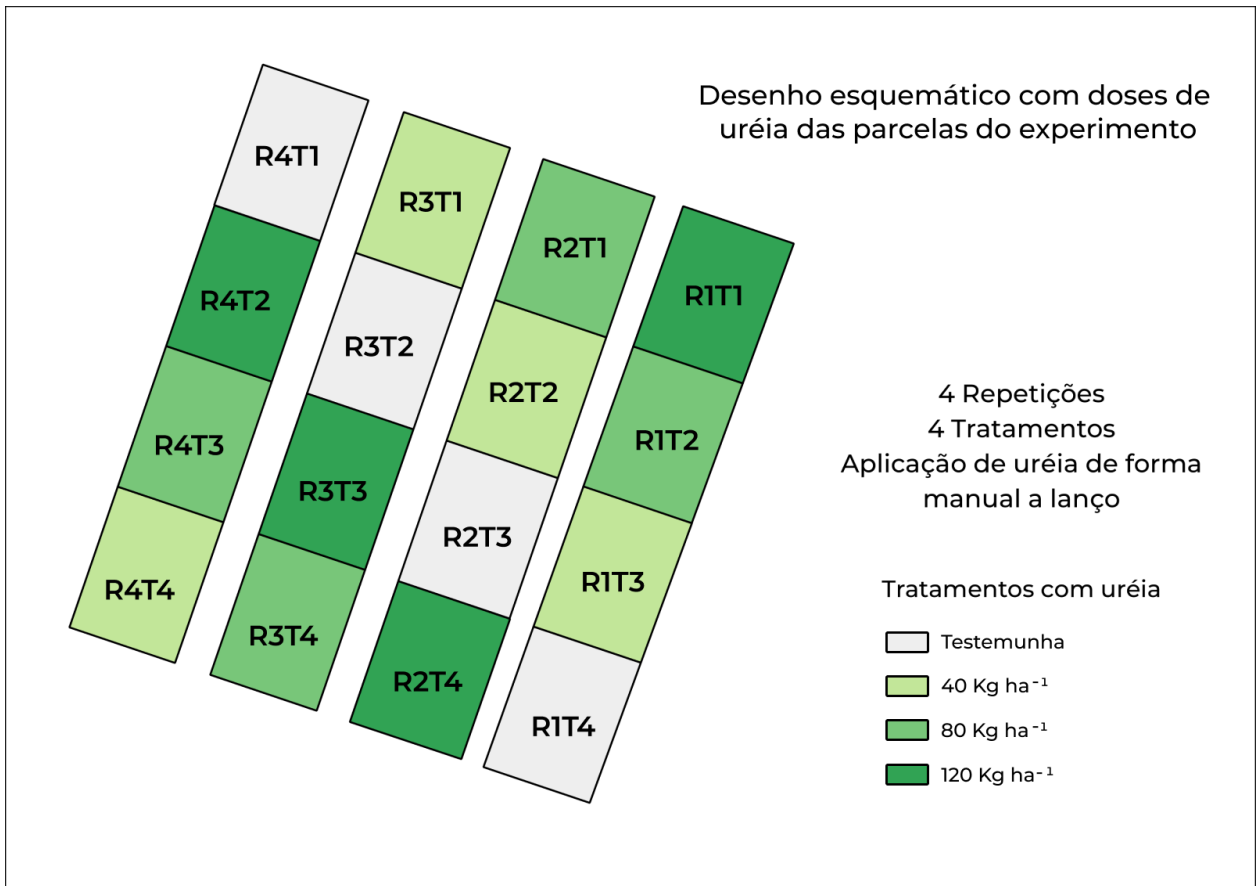 Desenho esquemático com doses de
uréia das parcelas do experimento
R4T1
R3T1
R2T1
R1T1
R4T2
R3T2
R2T2
R1T2
R4T3
R3T3
R2T3
R1T3
R4T4
R3T4
R2T4
R1T4
4 Repetições
4 Tratamentos
Aplicação de uréia de forma
manual a lanço
Tratamentos com uréia
Testemunha
40 Kg ha⁻¹
80 Kg ha⁻¹
120 Kg ha⁻¹